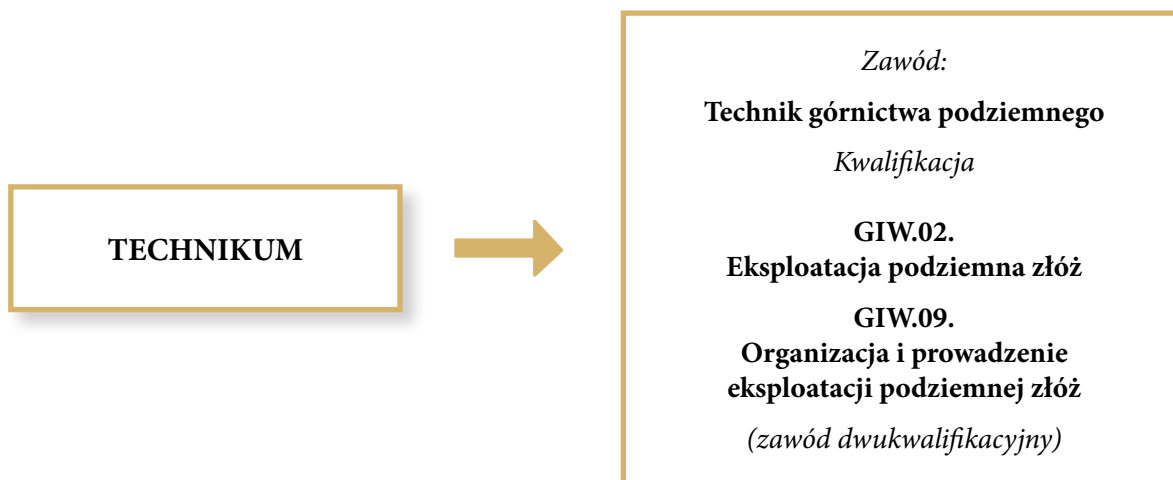 TECHNIKUM
Zawód:
Technik górnictwa podziemnego
Kwalifikacja
GIW.02.
Eksploatacja podziemna złóż
GIW.09.
Organizacja i prowadzenie
eksploatacji podziemnej złóż
(zawód dwukwalifikacyjny)